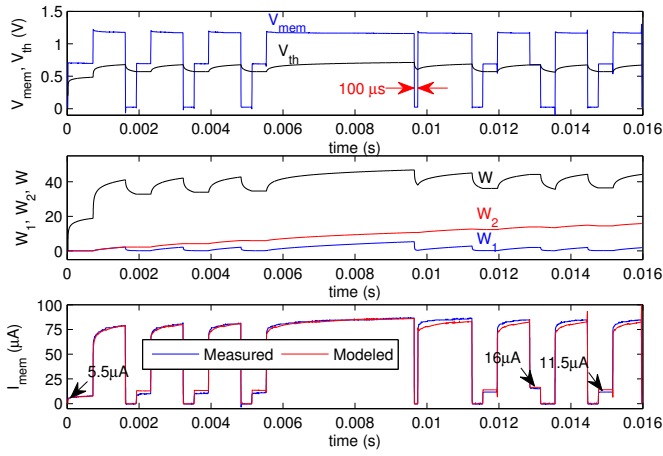 V_mem, V_th (V)
1.5
1.0
0.5
0
V_mem
V_th
100 μs
0 0.002 0.004 0.006 0.008 0.01 0.012 0.014 0.016
time (s)
W_1, W_2, W
40
20
0
W
W_2
W_1
0 0.002 0.004 0.006 0.008 0.01 0.012 0.014 0.016
time (s)
I_mem (μA)
100
75
50
25
0
5.5μA
Measured
Modeled
16μA
11.5μA
0 0.002 0.004 0.006 0.008 0.01 0.012 0.014 0.016
time (s)